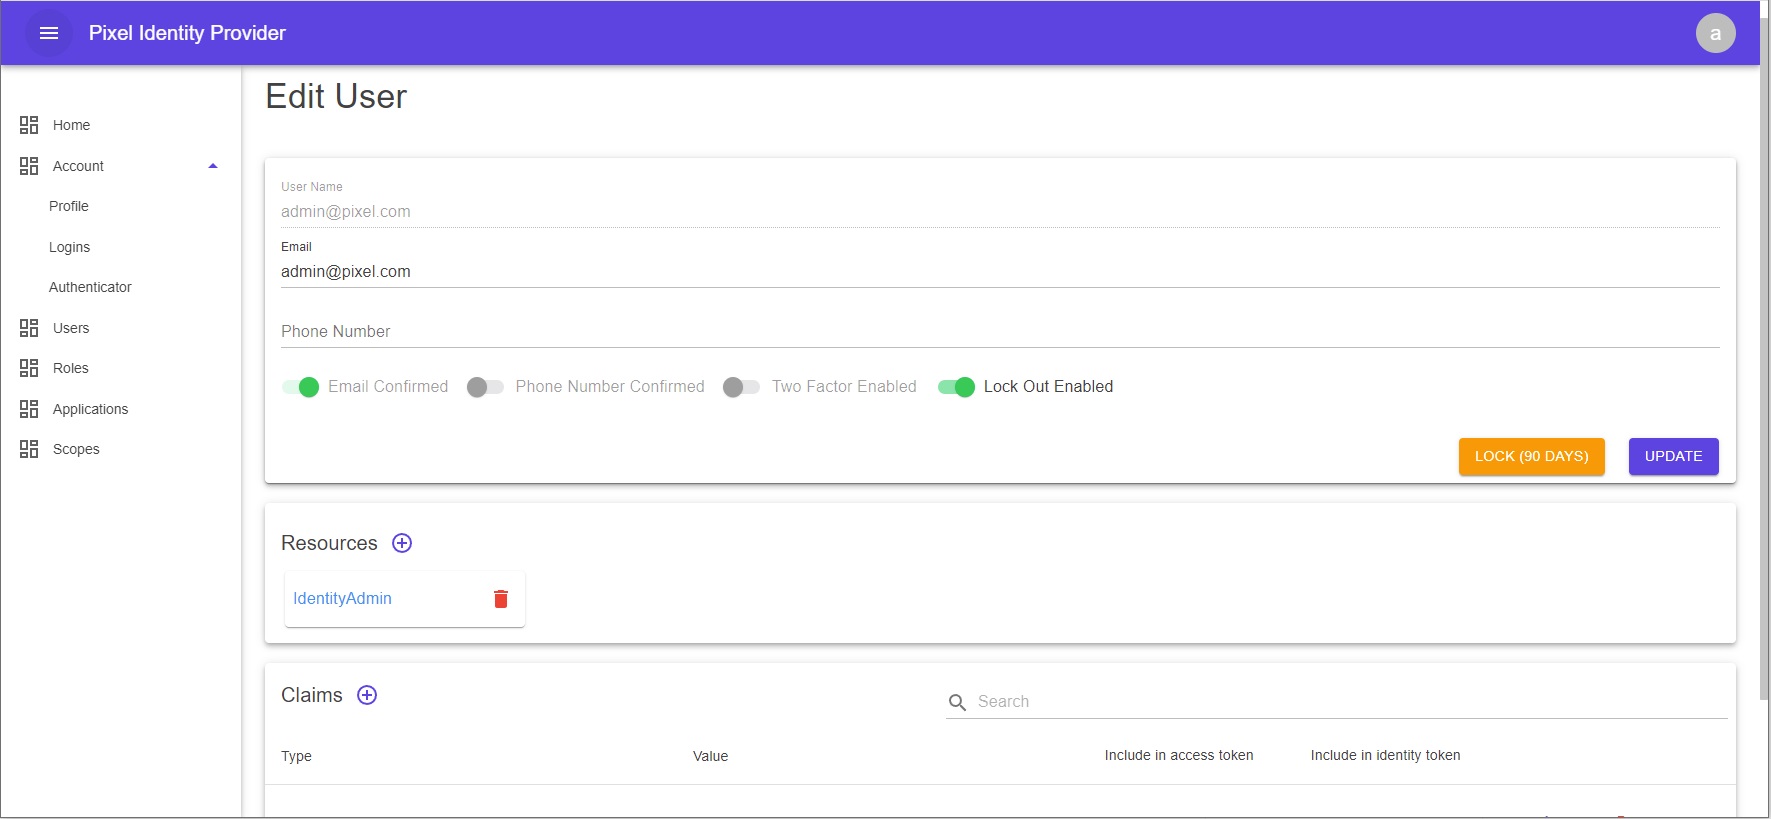 Pixel Identity Provider
a
Home
Account
Profile
Logins
Authenticator
Users
Roles
Applications
Scopes
Edit User
User Name
admin@pixel.com
Email
admin@pixel.com
Phone Number
Email Confirmed
Phone Number Confirmed
Two Factor Enabled
Lock Out Enabled
LOCK (90 DAYS)
UPDATE
Resources
IdentityAdmin
Claims
Search
Type
Value
Include in access token
Include in identity token